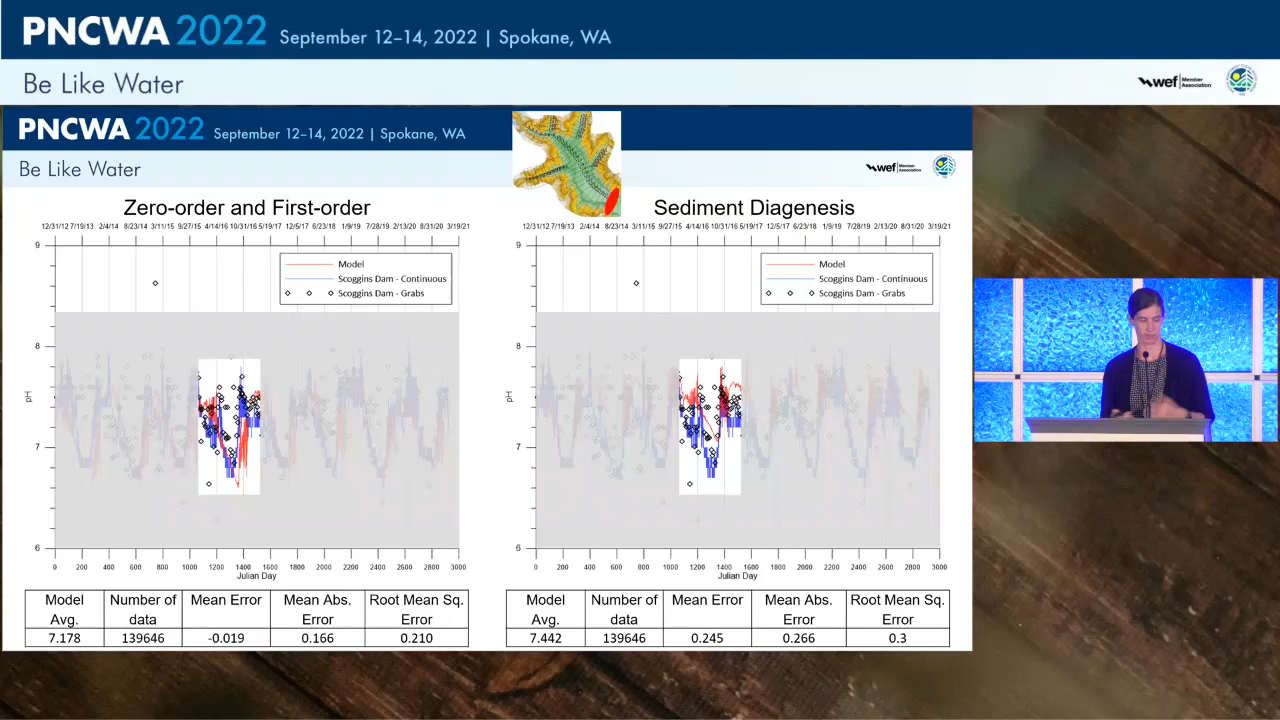 PNCWA 2022 September 12–14, 2022 | Spokane, WA
Be Like Water
wef Member Association
PNCWA 2022 September 12–14, 2022 | Spokane, WA
Be Like Water
wef Member Association
Zero-order and First-order
12/31/12 7/19/13 2/4/14 8/23/14 3/11/15 9/27/15 4/14/16 10/31/16 5/19/17 12/5/17 6/23/18 1/9/19 7/28/19 2/13/20 8/31/20 3/19/21
9
8
7
6
pH
Model
Scoggins Dam - Continuous
Scoggins Dam - Grabs
0 200 400 600 800 1000 1200 1400 1600 1800 2000 2200 2400 2600 2800 3000
Julian Day
Model Avg. Number of data Mean Error Mean Abs. Error Root Mean Sq. Error
7.178 139646 -0.019 0.166 0.210
Sediment Diagenesis
12/31/12 7/19/13 2/4/14 8/23/14 3/11/15 9/27/15 4/14/16 10/31/16 5/19/17 12/5/17 6/23/18 1/9/19 7/28/19 2/13/20 8/31/20 3/19/21
9
8
7
6
pH
Model
Scoggins Dam - Continuous
Scoggins Dam - Grabs
0 200 400 600 800 1000 1200 1400 1600 1800 2000 2200 2400 2600 2800 3000
Julian Day
Model Avg. Number of data Mean Error Mean Abs. Error Root Mean Sq. Error
7.442 139646 0.245 0.266 0.3